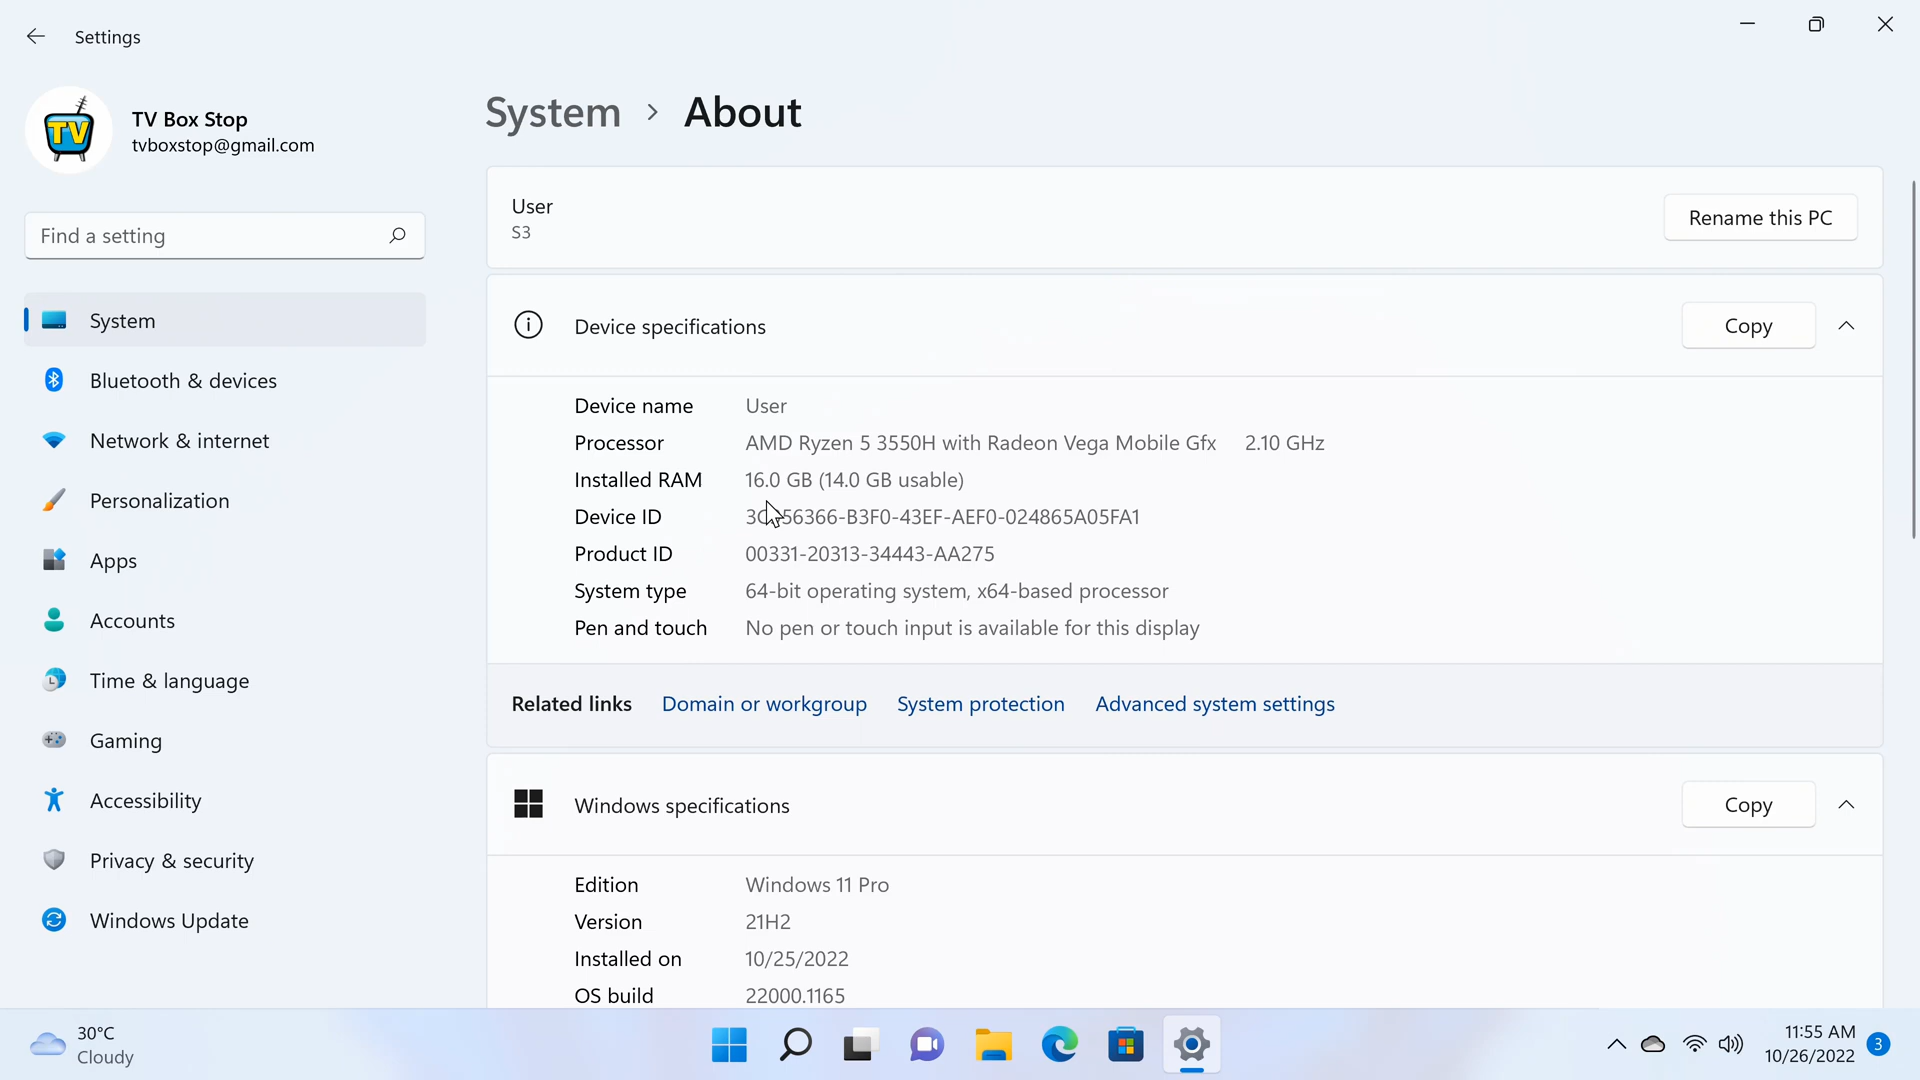 Settings
TV
TV Box Stop
tvboxstop@gmail.com
Find a setting
System
Bluetooth & devices
Network & internet
Personalization
Apps
Accounts
Time & language
Gaming
Accessibility
Privacy & security
Windows Update
System > About
User
S3
Rename this PC
Device specifications
Copy
Device name User
Processor AMD Ryzen 5 3550H with Radeon Vega Mobile Gfx 2.10 GHz
Installed RAM 16.0 GB (14.0 GB usable)
Device ID
Product ID 00331-20313-34443-AA275
System type 64-bit operating system, x64-based processor
Pen and touch No pen or touch input is available for this display
Related links Domain or workgroup System protection Advanced system settings
Windows specifications
Copy
Edition Windows 11 Pro
Version 21H2
Installed on 10/25/2022
OS build 22000.1165
30°C
Cloudy
11:55 AM
10/26/2022
3